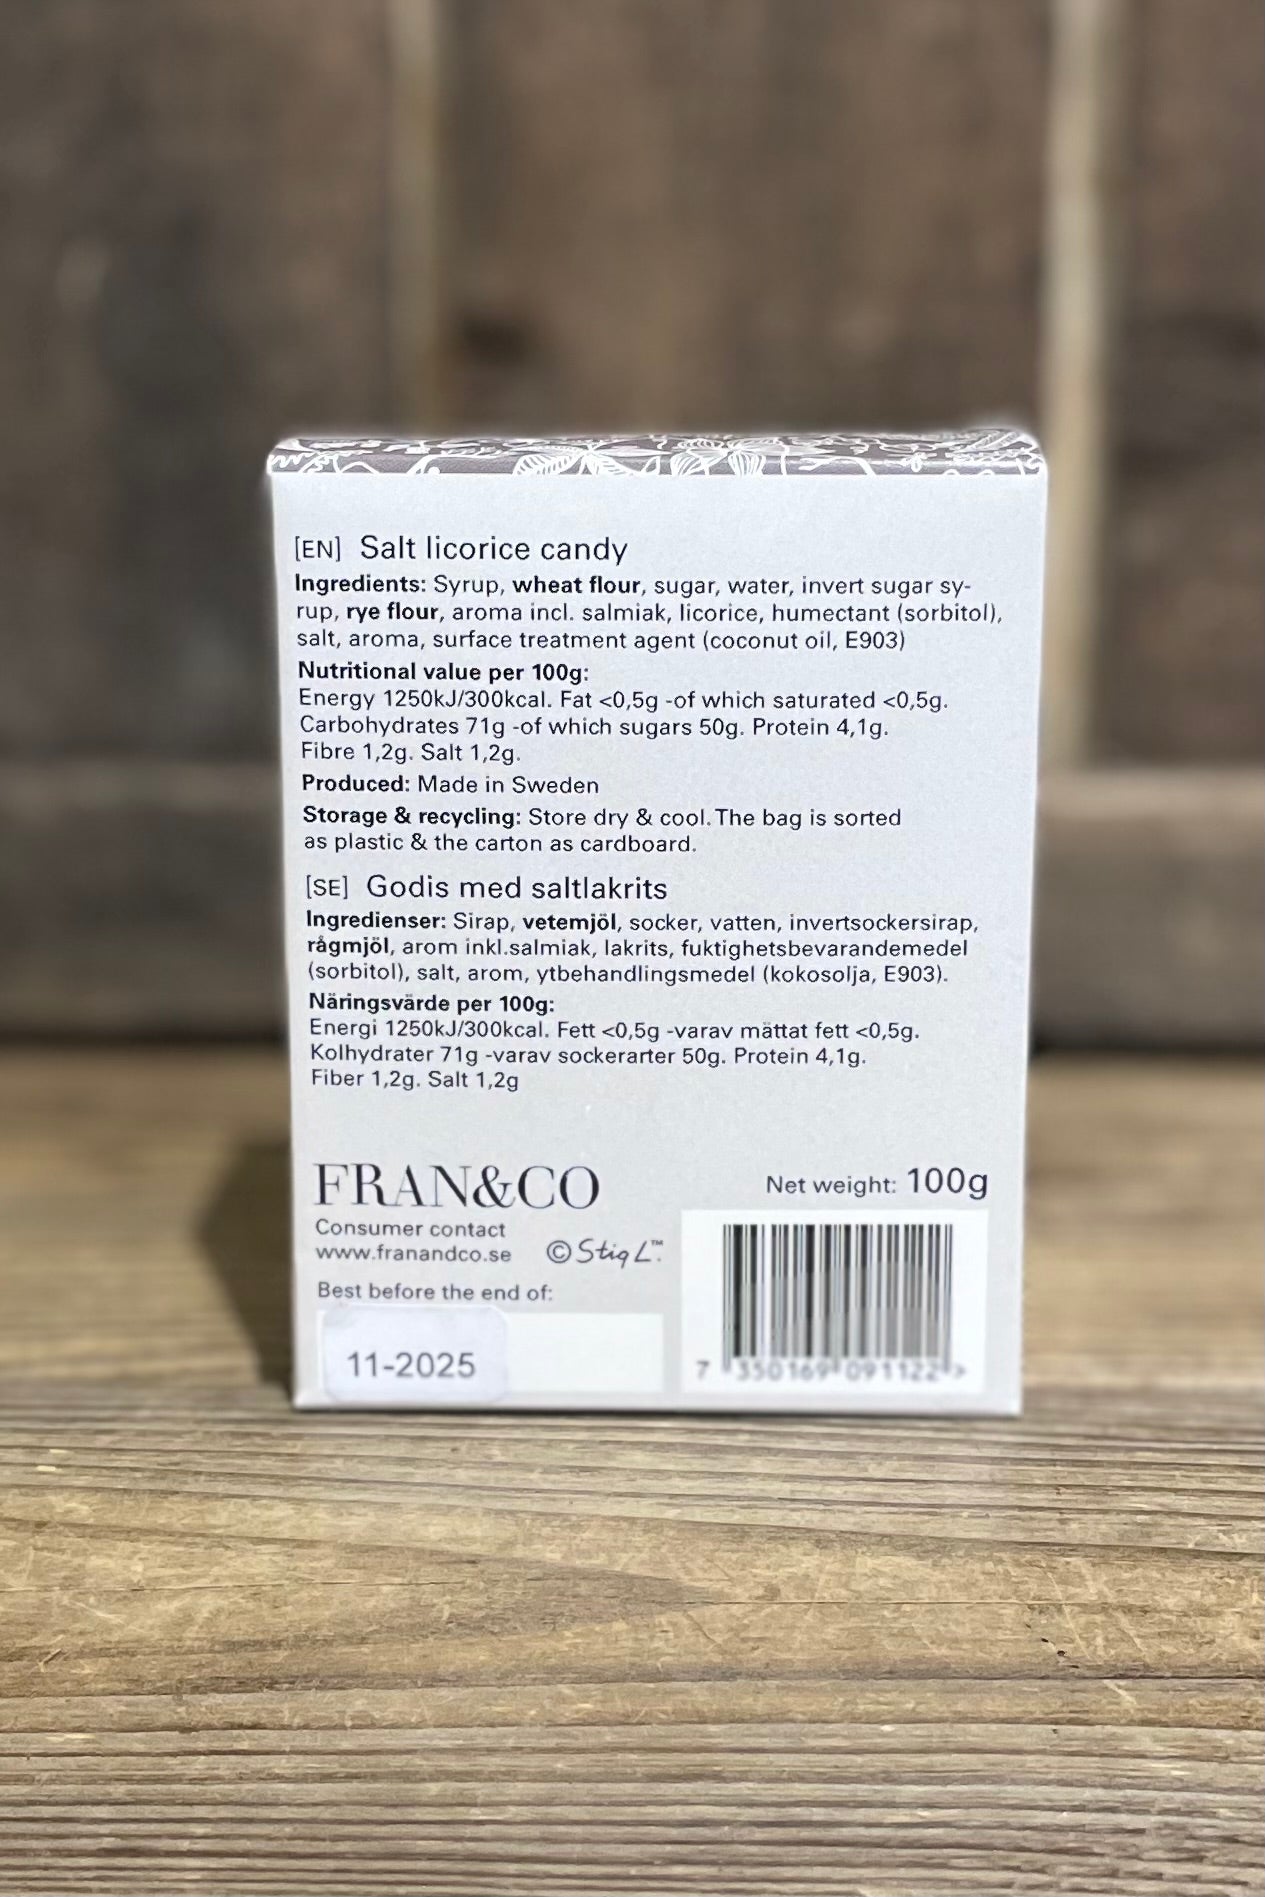 [EN] Salt licorice candy
Ingredients: Syrup, wheat flour, sugar, water, invert sugar sy-
rup, rye flour, aroma incl. salmiak, licorice, humectant (sorbitol),
salt, aroma, surface treatment agent (coconut oil, E903)
Nutritional value per 100g:
Energy 1250kJ/300kcal. Fat <0,5g -of which saturated <0,5g.
Carbohydrates 71g -of which sugars 50g. Protein 4,1g.
Fibre 1,2g. Salt 1,2g.
Produced: Made in Sweden
Storage & recycling: Store dry & cool. The bag is sorted
as plastic & the carton as cardboard.
[SE] Godis med saltlakrits
Ingredienser: Sirap, vetemjöl, socker, vatten, invertsockersirap,
rågmjöl, arom inkl.salmiak, lakrits, fuktighetsbevarandemedel
(sorbitol), salt, arom, ytbehandlingsmedel (kokosolja, E903).
Näringsvärde per 100g:
Energi 1250kJ/300kcal. Fett <0,5g -varav mättat fett <0,5g.
Kolhydrater 71g -varav sockerarter 50g. Protein 4,1g.
Fiber 1,2g. Salt 1,2g
FRAN&CO
Net weight: 100g
Consumer contact
www.franandco.se
© Stig L™
Best before the end of:
11-2025
7 350169 091122 >